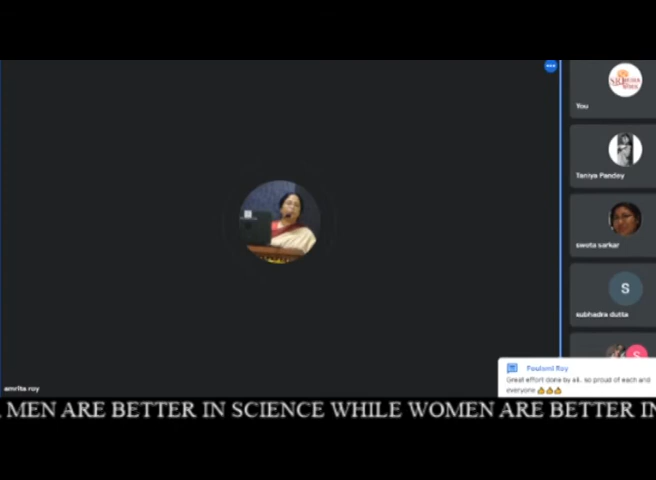 You
Taniya Pandey
sweta sarkar
S
subhadra dutta
S
amrita roy
Poulami Roy
Great effort done by all.. so proud of each and
everyone 👍👍👍
MEN ARE BETTER IN SCIENCE WHILE WOMEN ARE BETTER IN